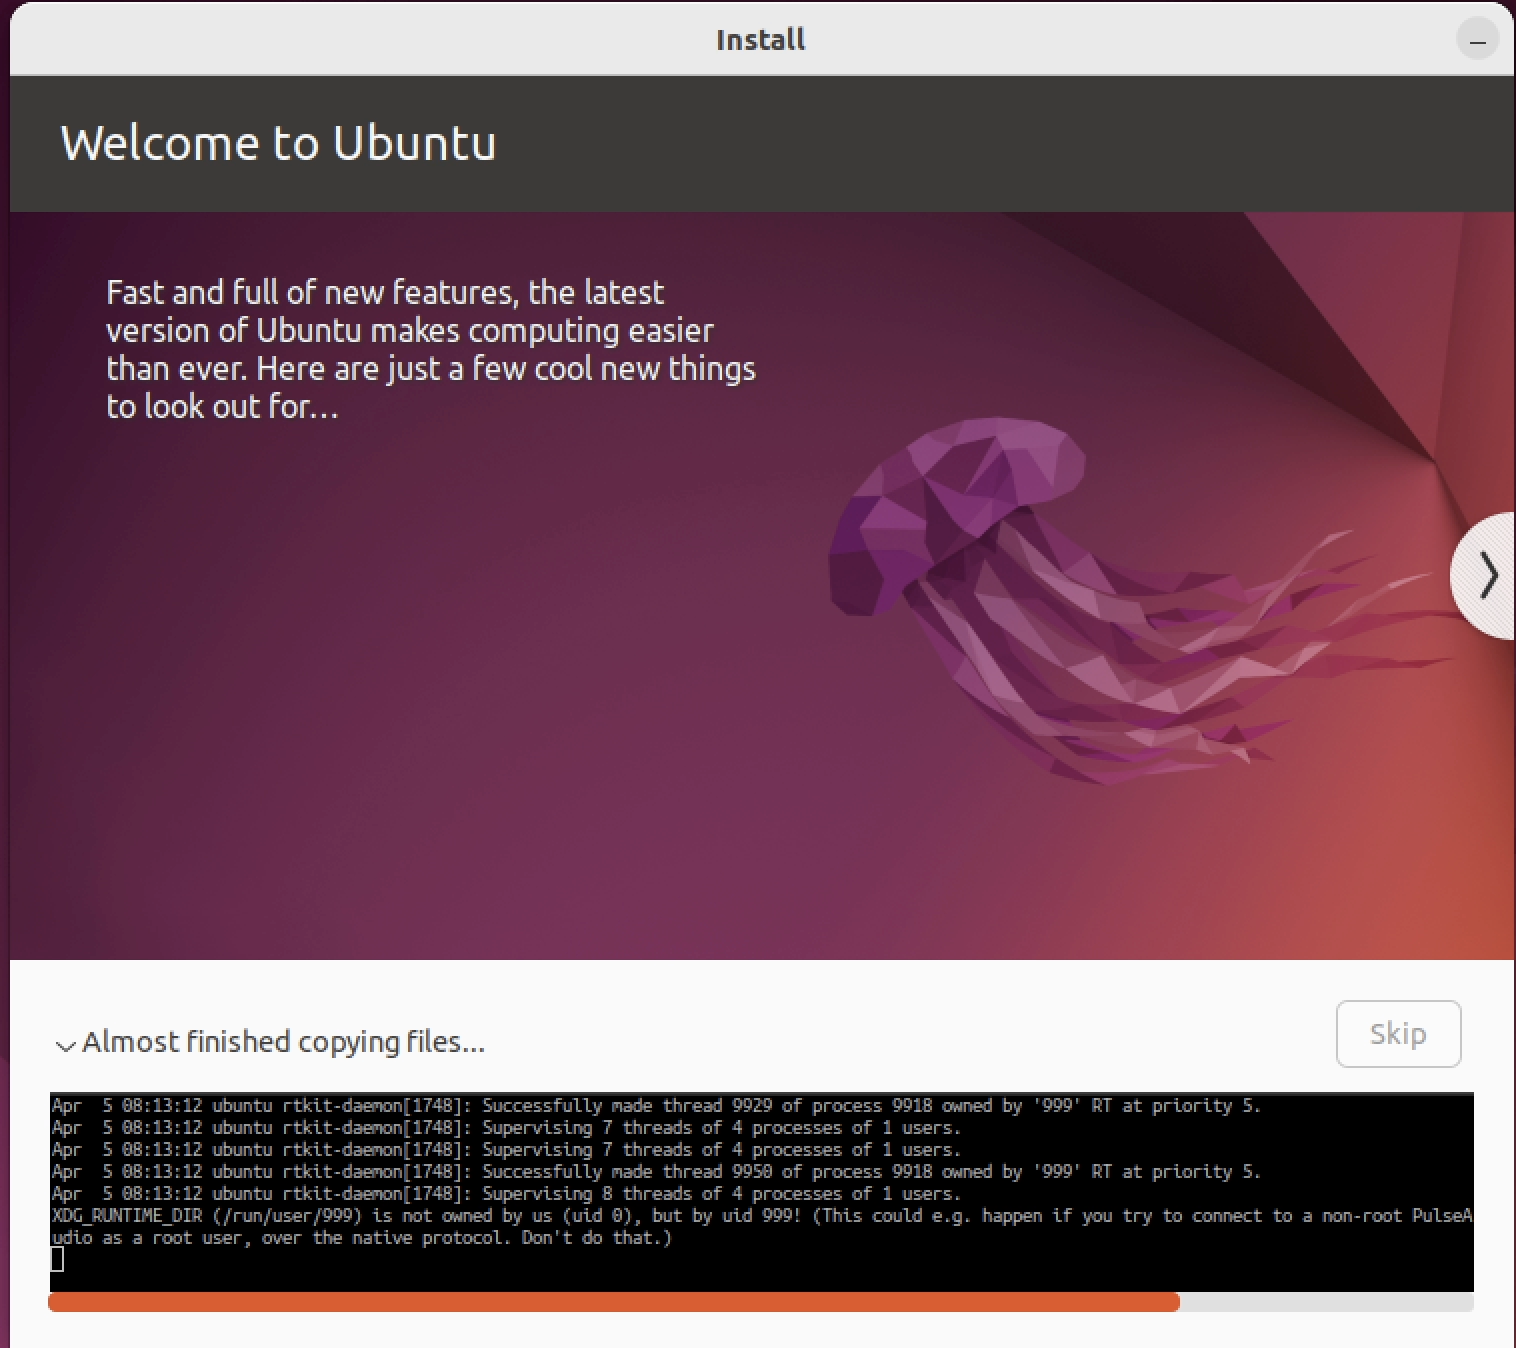 Install
Welcome to Ubuntu
Fast and full of new features, the latest
version of Ubuntu makes computing easier
than ever. Here are just a few cool new things
to look out for…
Almost finished copying files...
Skip
Apr  5 08:13:12 ubuntu rtkit-daemon[1748]: Successfully made thread 9929 of process 9918 owned by '999' RT at priority 5.
Apr  5 08:13:12 ubuntu rtkit-daemon[1748]: Supervising 7 threads of 4 processes of 1 users.
Apr  5 08:13:12 ubuntu rtkit-daemon[1748]: Supervising 7 threads of 4 processes of 1 users.
Apr  5 08:13:12 ubuntu rtkit-daemon[1748]: Successfully made thread 9950 of process 9918 owned by '999' RT at priority 5.
Apr  5 08:13:12 ubuntu rtkit-daemon[1748]: Supervising 8 threads of 4 processes of 1 users.
XDG_RUNTIME_DIR (/run/user/999) is not owned by us (uid 0), but by uid 999! (This could e.g. happen if you try to connect to a non-root PulseA
udio as a root user, over the native protocol. Don't do that.)